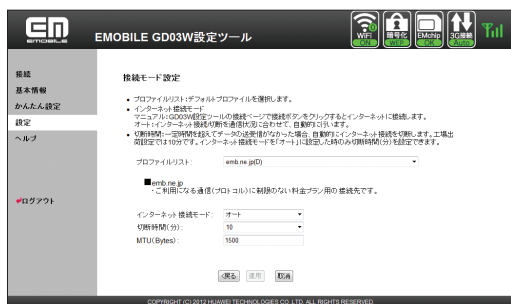 EM
EMOBILE
EMOBILE GD03W設定ツール
WiFi
ON
暗号化
WEP
EMchip
OK
3G接続
Auto
接続
基本情報
かんたん設定
設定
ヘルプ
ログアウト
接続モード設定
• プロファイルリスト:デフォルトプロファイルを選択します。
• インターネット接続モード
マニュアル:GD03W設定ツールの接続ページで接続ボタンをクリックするとインターネットに接続します。
オート:インターネット接続/切断を通信状況に合わせて、自動的に行います。
• 切断時間:一定時間を超えてデータの送受信がなかった場合、自動的にインターネット接続を切断します。工場出
荷設定では10分です。インターネット接続モードを「オート」に設定した時のみ切断時間(分)を設定できます。
プロファイルリスト: emb.ne.jp(D)
■emb.ne.jp
・ご利用になる通信(プロトコル)に制限のない料金プラン用の接続先です。
インターネット接続モード: オート
切断時間(分): 10
MTU(Bytes): 1500
<戻る 適用 取消
COPYRIGHT (C) 2012 HUAWEI TECHNOLOGIES CO. LTD. ALL RIGHTS RESERVED.